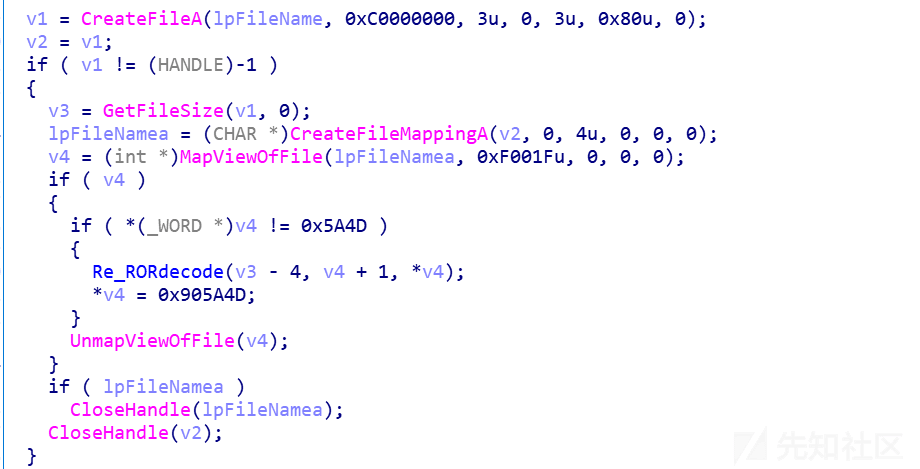 v1 = CreateFileA(lpFileName, 0xC0000000, 3u, 0, 3u, 0x80u, 0);
v2 = v1;
if ( v1 != (HANDLE)-1 )
{
v3 = GetFileSize(v1, 0);
lpFileNamea = (CHAR *)CreateFileMappingA(v2, 0, 4u, 0, 0, 0);
v4 = (int *)MapViewOfFile(lpFileNamea, 0xF001Fu, 0, 0, 0);
if ( v4 )
{
if ( *(_WORD *)v4 != 0x5A4D )
{
Re_RORdecode(v3 - 4, v4 + 1, *v4);
*v4 = 0x905A4D;
}
UnmapViewOfFile(v4);
}
if ( lpFileNamea )
CloseHandle(lpFileNamea);
CloseHandle(v2);
}
先知社区